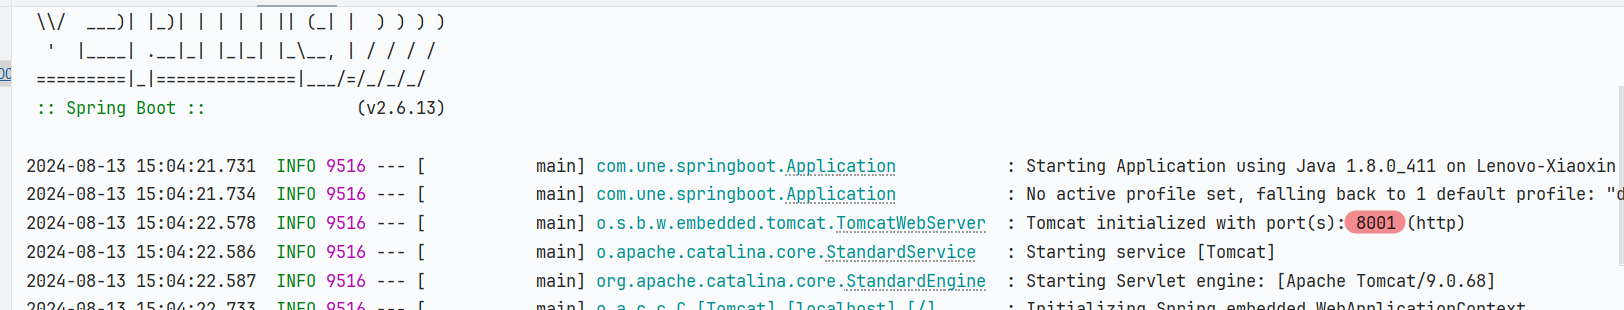 \\/  ___)| |_)| | | | | || (_| |  ) ) ) )
'  |____| .__|_| |_|_| |_\__, | / / / /
=========|_|==============|___/=/_/_/_/
:: Spring Boot ::               (v2.6.13)
2024-08-13 15:04:21.731  INFO 9516 --- [           main] com.une.springboot.Application           : Starting Application using Java 1.8.0_411 on Lenovo-Xiaoxin
2024-08-13 15:04:21.734  INFO 9516 --- [           main] com.une.springboot.Application           : No active profile set, falling back to 1 default profile: "d
2024-08-13 15:04:22.578  INFO 9516 --- [           main] o.s.b.w.embedded.tomcat.TomcatWebServer  : Tomcat initialized with port(s): 8001 (http)
2024-08-13 15:04:22.586  INFO 9516 --- [           main] o.apache.catalina.core.StandardService   : Starting service [Tomcat]
2024-08-13 15:04:22.587  INFO 9516 --- [           main] org.apache.catalina.core.StandardEngine  : Starting Servlet engine: [Apache Tomcat/9.0.68]
2024-08-13 15:04:22.733  INFO 9516 --- [           main] o.a.c.c.C.[Tomcat].[localhost].[/]       : Initializing Spring embedded WebApplicationContext